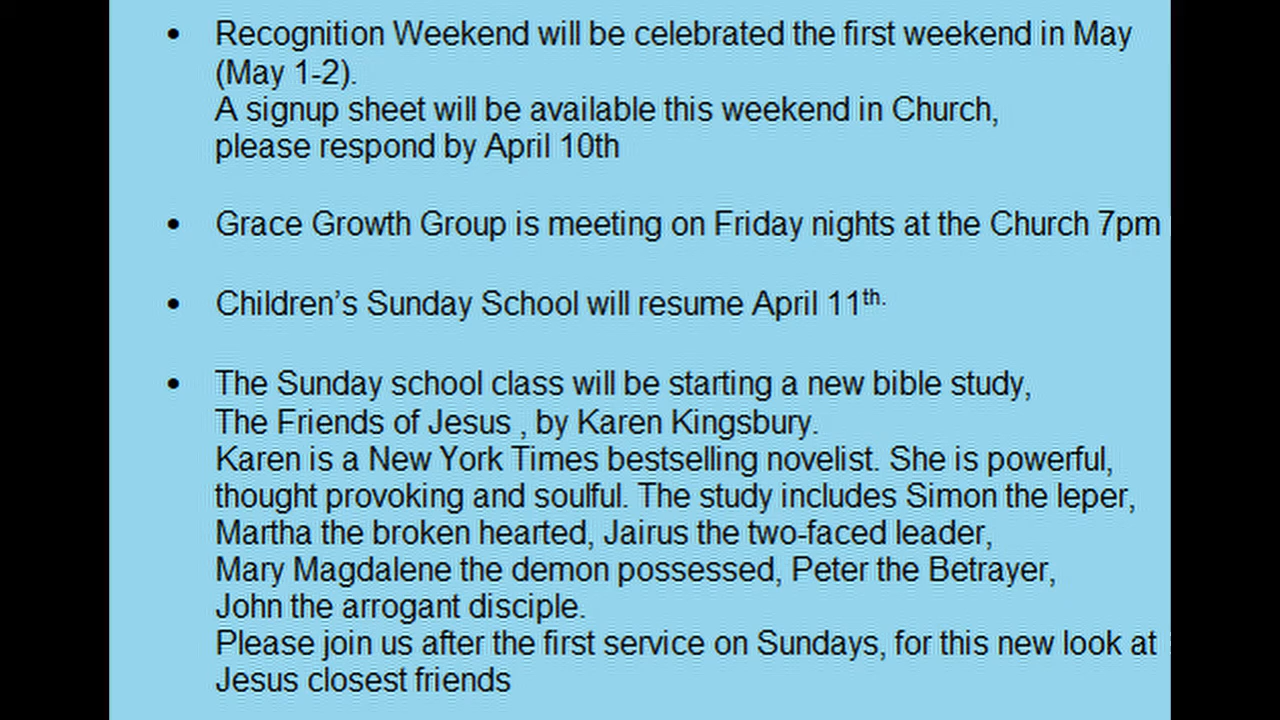 • Recognition Weekend will be celebrated the first weekend in May
(May 1-2).
A signup sheet will be available this weekend in Church,
please respond by April 10th
• Grace Growth Group is meeting on Friday nights at the Church 7pm
• Children’s Sunday School will resume April 11th.
• The Sunday school class will be starting a new bible study,
The Friends of Jesus , by Karen Kingsbury.
Karen is a New York Times bestselling novelist. She is powerful,
thought provoking and soulful. The study includes Simon the leper,
Martha the broken hearted, Jairus the two-faced leader,
Mary Magdalene the demon possessed, Peter the Betrayer,
John the arrogant disciple.
Please join us after the first service on Sundays, for this new look at
Jesus closest friends